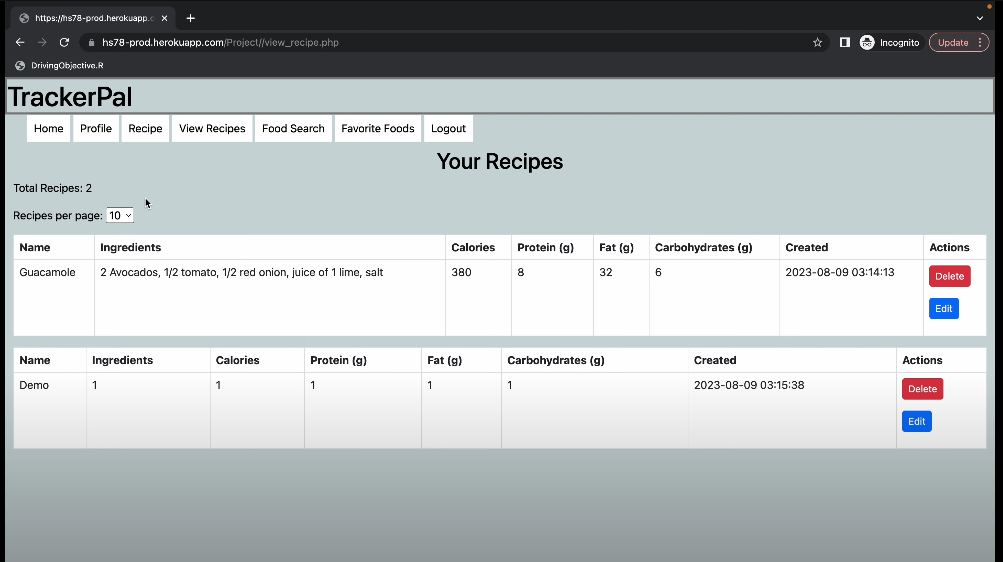 https://hs78-prod.herokuapp.c
hs78-prod.herokuapp.com/Project//view_recipe.php
Incognito
Update
DrivingObjective.R
TrackerPal
Home Profile Recipe View Recipes Food Search Favorite Foods Logout
Your Recipes
Total Recipes: 2
Recipes per page: 10
Name Ingredients Calories Protein (g) Fat (g) Carbohydrates (g) Created Actions
Guacamole 2 Avocados, 1/2 tomato, 1/2 red onion, juice of 1 lime, salt 380 8 32 6 2023-08-09 03:14:13 Delete
Edit
Name Ingredients Calories Protein (g) Fat (g) Carbohydrates (g) Created Actions
Demo 1 1 1 1 1 2023-08-09 03:15:38 Delete
Edit